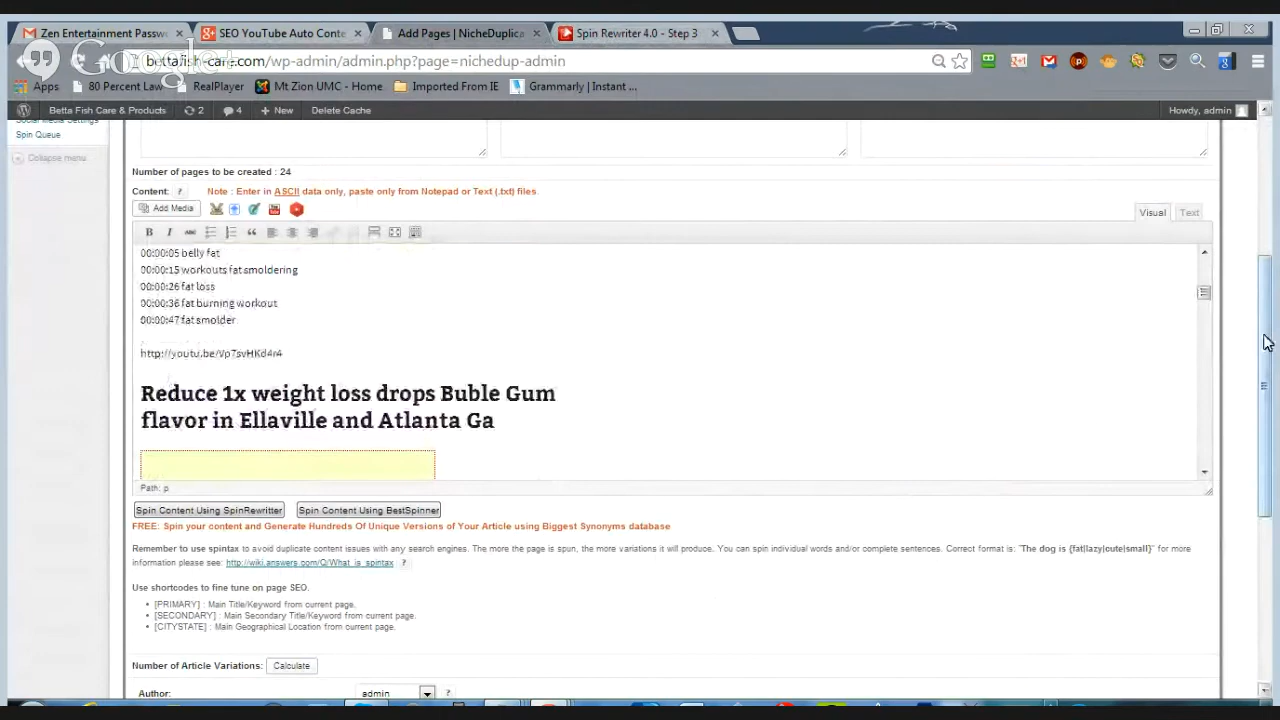 Zen Entertainment Passw
SEO YouTube Auto Conte
Add Pages | NicheDuplica
Spin Rewriter 4.0 - Step 3
Google+
bettafish-care.com/wp-admin/admin.php?page=nichedup-admin
Apps
80 Percent Law
RealPlayer
Mt Zion UMC - Home
Imported From IE
Grammarly | Instant ...
Betta Fish Care & Products
2
4
+ New
Delete Cache
Howdy, admin
Social Media Settings
Spin Queue
Collapse menu
Number of pages to be created : 24
Content: ?
Note : Enter in ASCII data only, paste only from Notepad or Text (.txt) files.
Add Media
Visual
Text
B I ABC
00:00:05 belly fat
00:00:15 workouts fat smoldering
00:00:26 fat loss
00:00:36 fat burning workout
00:00:47 fat smolder
http://youtu.be/Vp7svHKd4r4
Reduce 1x weight loss drops Buble Gum
flavor in Ellaville and Atlanta Ga
Path: p
Spin Content Using SpinRewritter
Spin Content Using BestSpinner
FREE: Spin your content and Generate Hundreds Of Unique Versions of Your Article using Biggest Synonyms database
Remember to use spintax to avoid duplicate content issues with any search engines. The more the page is spun, the more variations it will produce. You can spin individual words and/or complete sentences. Correct format is: "The dog is {fat|lazy|cute|small}" for more
information please see: http://wiki.answers.com/Q/What_is_spintax ?
Use shortcodes to fine tune on page SEO.
• [PRIMARY] : Main Title/Keyword from current page.
• [SECONDARY] : Main Secondary Title/Keyword from current page.
• [CITYSTATE] : Main Geographical Location from current page.
Number of Article Variations:
Calculate
Author:
admin
?